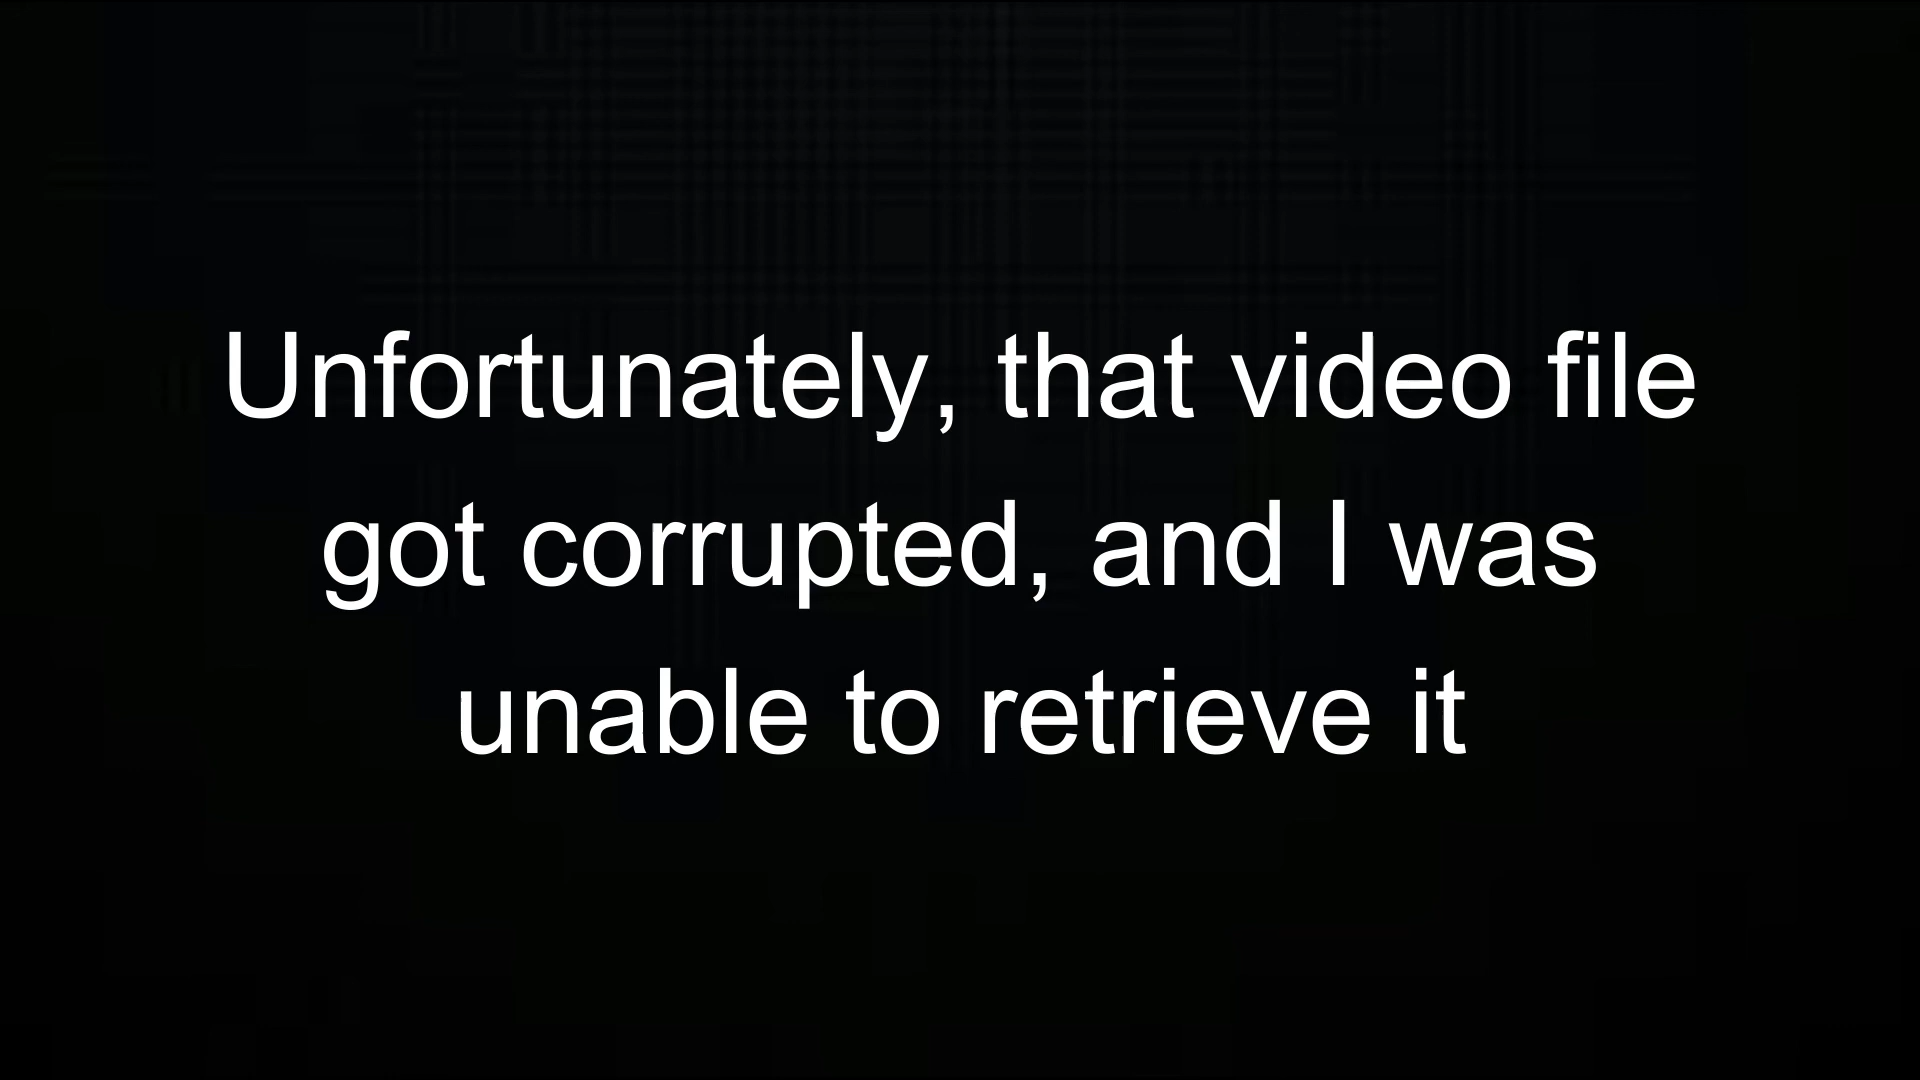 Unfortunately, that video file
got corrupted, and I was
unable to retrieve it